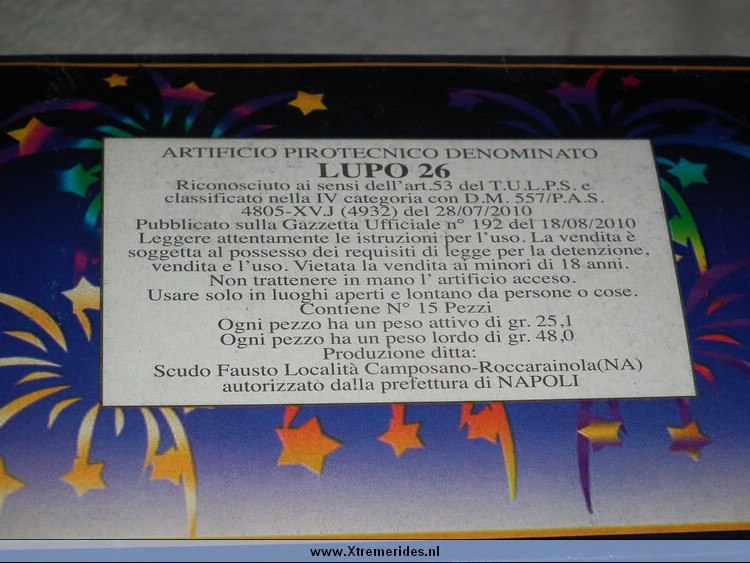 ARTIFICIO PIROTECNICO DENOMINATO
LUPO 26
Riconosciuto ai sensi dell'art.53 del T.U.L.P.S. e
classificato nella IV categoria con D.M. 557/P.A.S.
4805-XV.J (4932) del 28/07/2010
Pubblicato sulla Gazzetta Ufficiale n° 192 del 18/08/2010
Leggere attentamente le istruzioni per l'uso. La vendita è
soggetta al possesso dei requisiti di legge per la detenzione,
vendita e l'uso. Vietata la vendita ai minori di 18 anni.
Non trattenere in mano l' artificio acceso.
Usare solo in luoghi aperti e lontano da persone o cose.
Contiene N° 15 Pezzi
Ogni pezzo ha un peso attivo di gr. 25,1
Ogni pezzo ha un peso lordo di gr. 48,0
Produzione ditta:
Scudo Fausto Località Camposano-Roccarainola(NA)
autorizzato dalla prefettura di NAPOLI
www.Xtremerides.nl